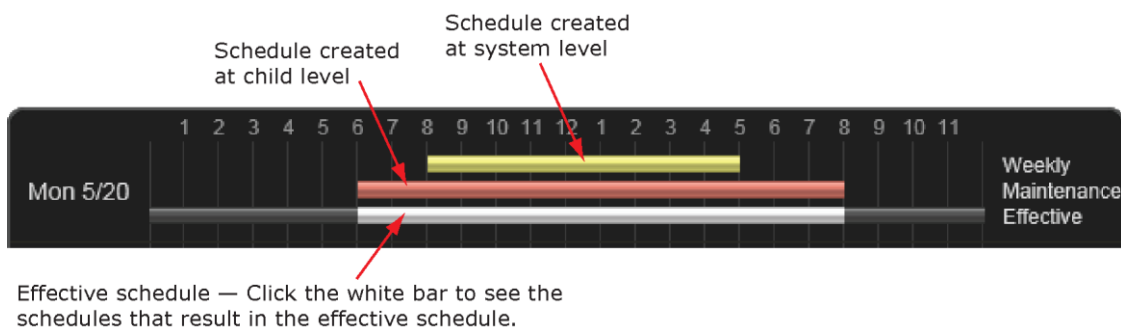 Schedule created
at system level
Schedule created
at child level
1 2 3 4 5 6 7 8 9 10 11 12 1 2 3 4 5 6 7 8 9 10 11
Weekly
Mon 5/20
Maintenance
Effective
Effective schedule — Click the white bar to see the
schedules that result in the effective schedule.